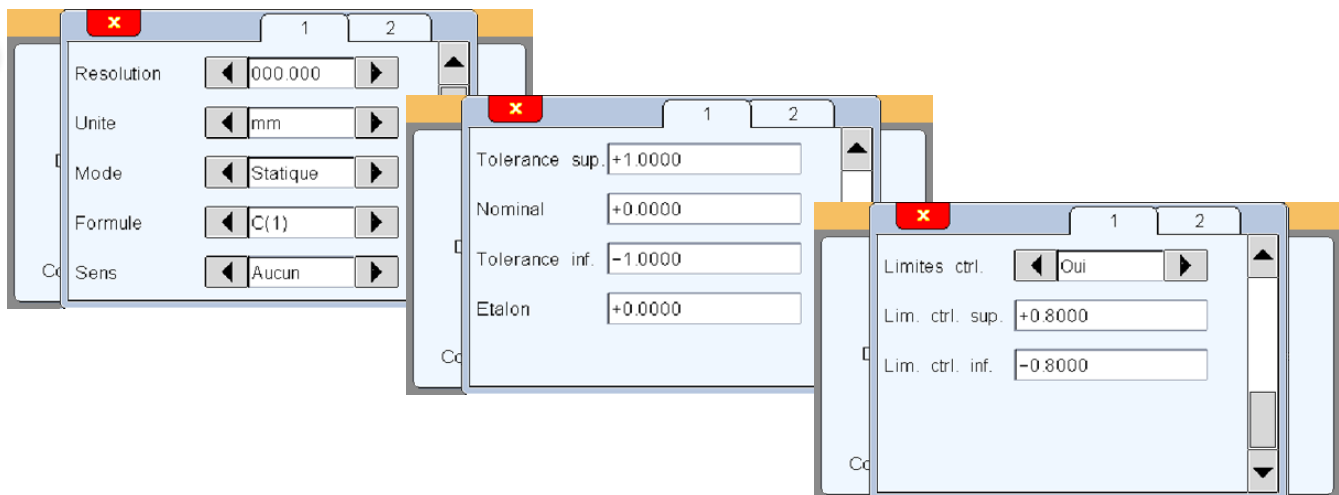 x 1 2
Resolution 000.000
Unite mm
Mode Statique
Formule C(1)
Sens Aucun
x 1 2
Tolerance sup. +1.0000
Nominal +0.0000
Tolerance inf. -1.0000
Etalon +0.0000
x 1 2
Limites ctrl. Oui
Lim. ctrl. sup. +0.8000
Lim. ctrl. inf. -0.8000